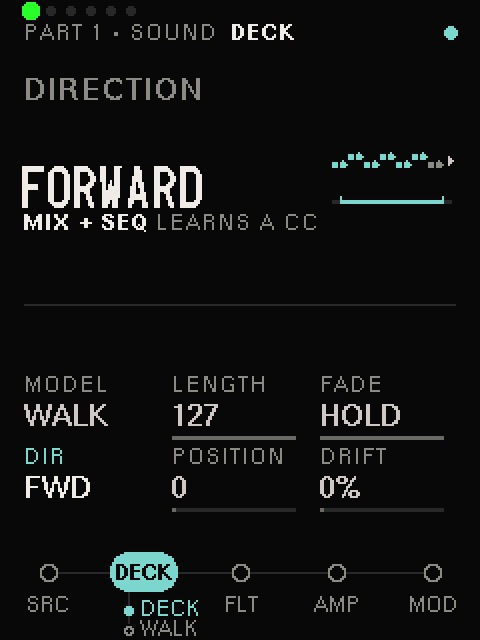 PART 1 · SOUND DECK
DIRECTION
FORWARD
MIX + SEQ LEARNS A CC
MODEL LENGTH FADE
WALK 127 HOLD
DIR POSITION DRIFT
FWD 0 0%
DECK
SRC FLT AMP MOD
DECK
WALK